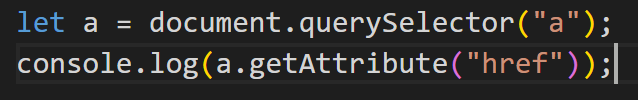 let a = document.querySelector("a");
console.log(a.getAttribute("href"));